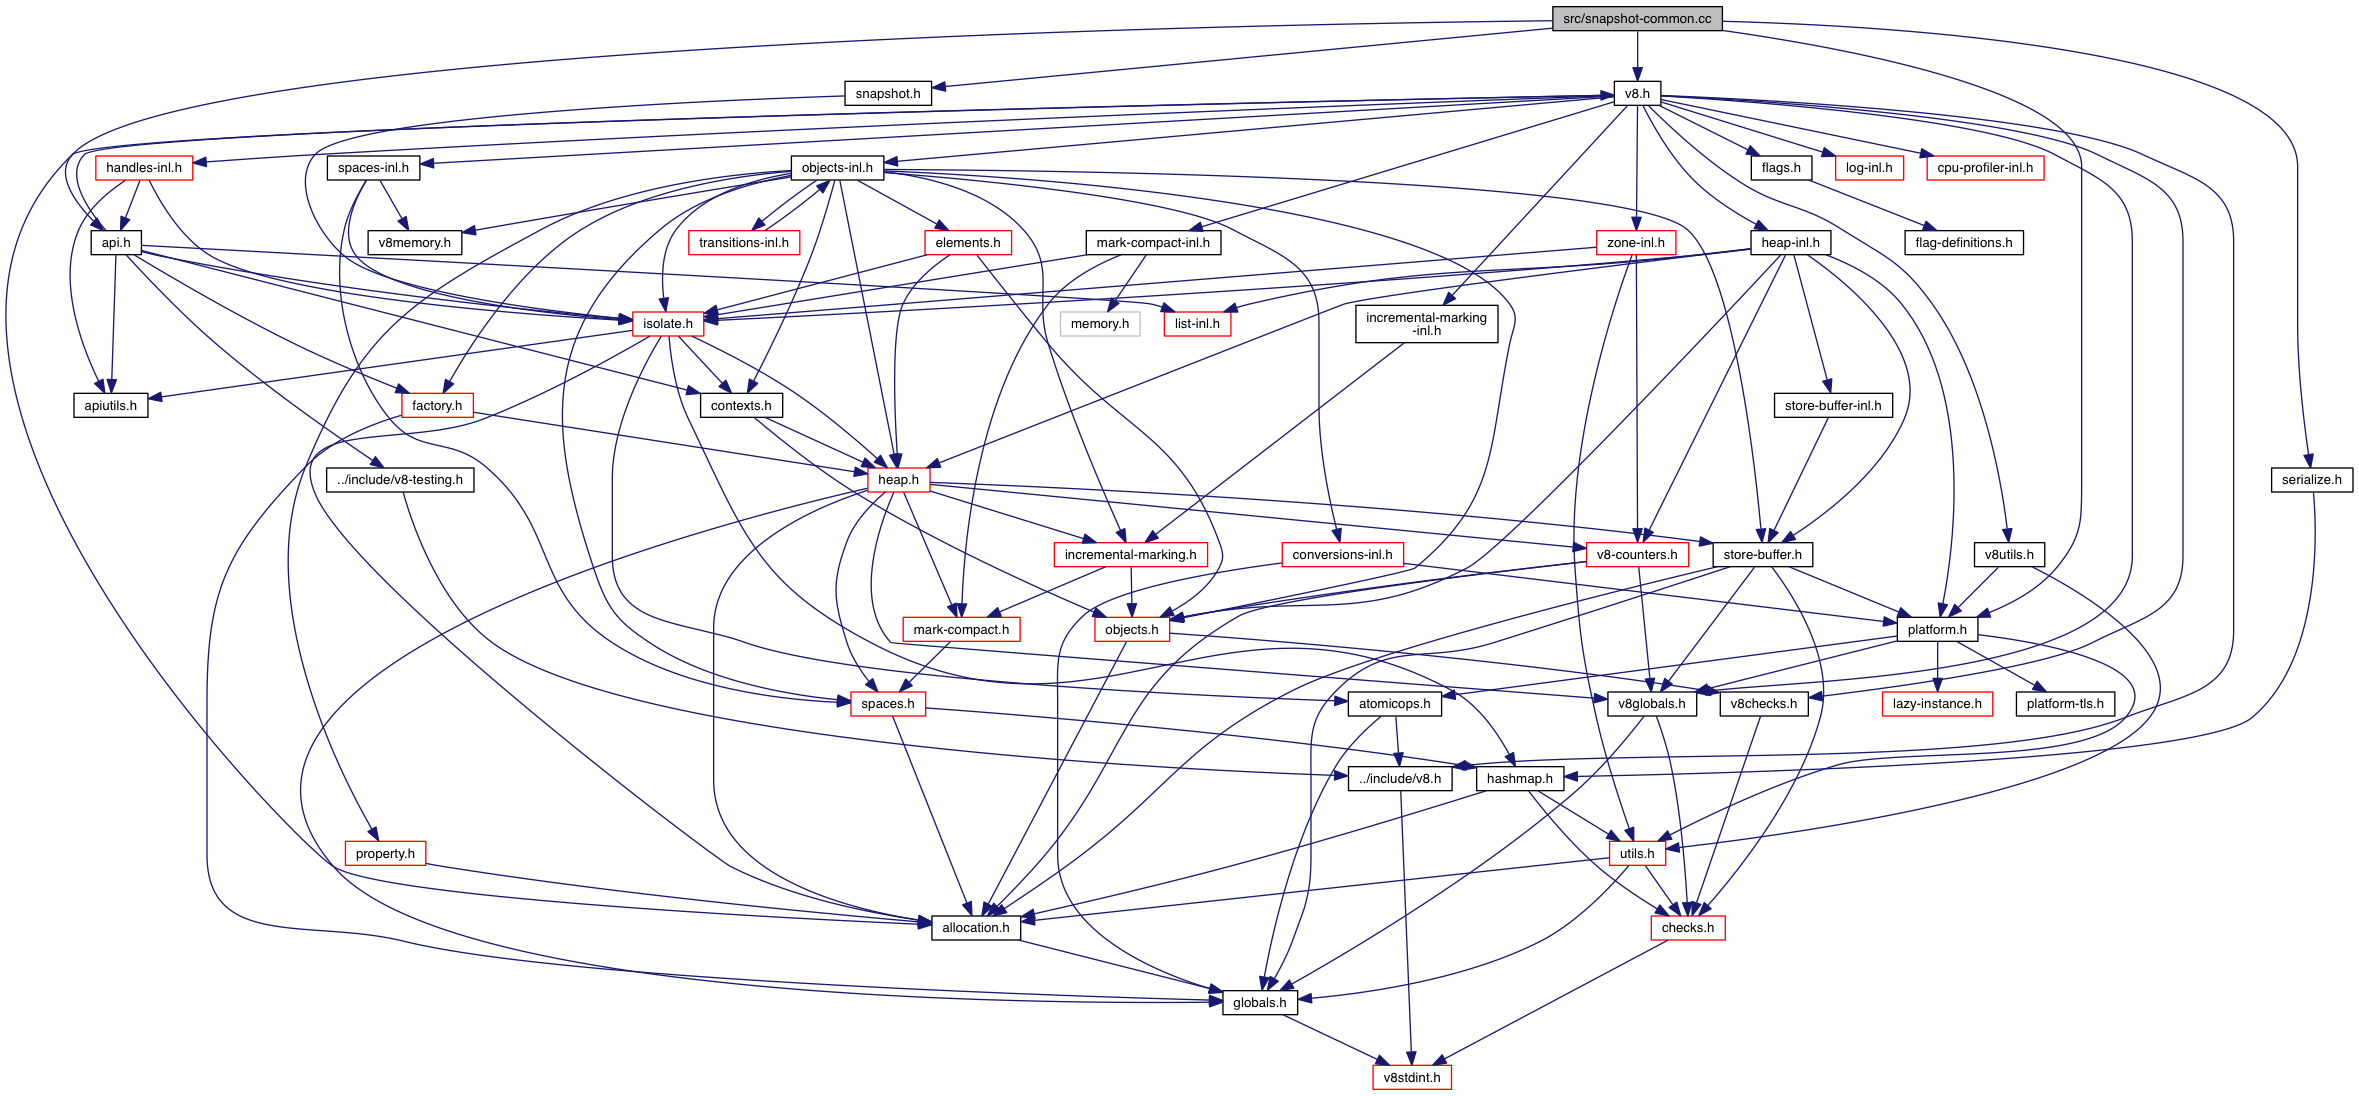 src/snapshot-common.cc
snapshot.h
v8.h
handles-inl.h
spaces-inl.h
objects-inl.h
flags.h
log-inl.h
cpu-profiler-inl.h
api.h
v8memory.h
transitions-inl.h
elements.h
mark-compact-inl.h
zone-inl.h
heap-inl.h
flag-definitions.h
isolate.h
memory.h
list-inl.h
incremental-marking
-inl.h
apiutils.h
factory.h
contexts.h
store-buffer-inl.h
../include/v8-testing.h
heap.h
serialize.h
incremental-marking.h
conversions-inl.h
v8-counters.h
store-buffer.h
v8utils.h
mark-compact.h
objects.h
platform.h
spaces.h
atomicops.h
v8globals.h
v8checks.h
lazy-instance.h
platform-tls.h
../include/v8.h
hashmap.h
property.h
utils.h
allocation.h
checks.h
globals.h
v8stdint.h